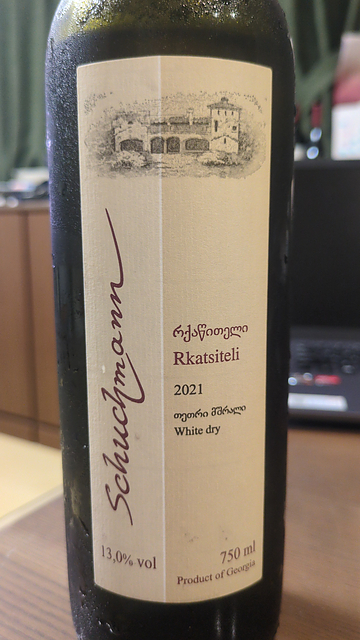 Schuchmann
რქაწითელი
Rkatsiteli
2021
თეთრი მშრალი
White dry
13,0% vol
750 ml
Product of Georgia